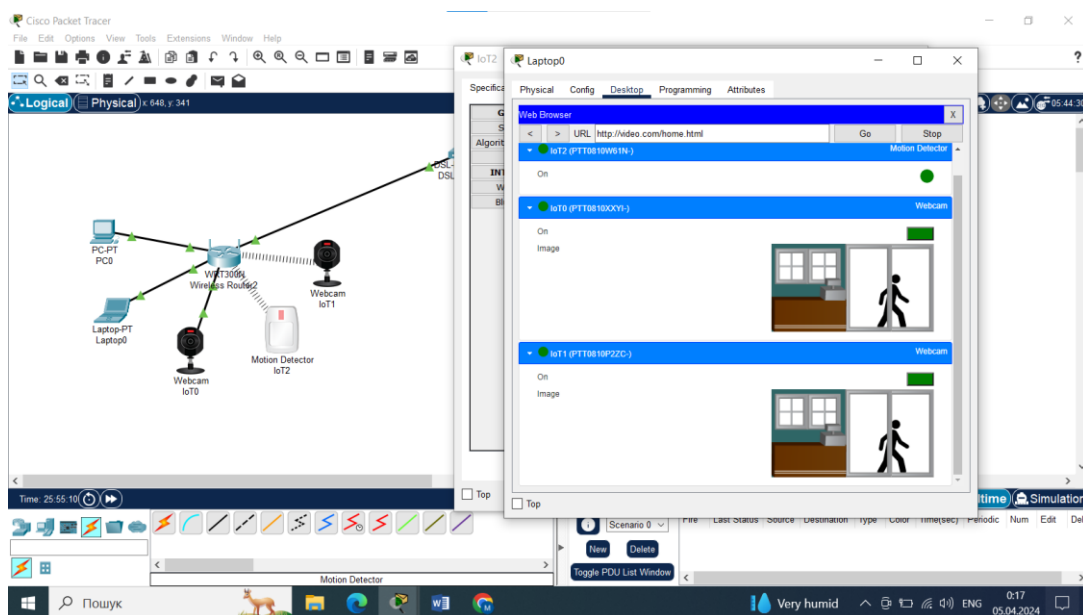 Cisco Packet Tracer
File Edit Options View Tools Extensions Window Help
?
Logical Physical x: 648, y: 341
05:44:30
IoT2
Laptop0
Physical Config Desktop Programming Attributes
Web Browser
X
< > URL http://video.com/home.html Go Stop
IoT2 (PTT0810W61N-) Motion Detector
On
IoT0 (PTT0810XXYI-) Webcam
On
Image
IoT1 (PTT0810P2ZC-) Webcam
On
Image
Top
Top
PC-PT
PC0
WRT300N
Wireless Router2
Webcam
IoT1
Laptop-PT
Laptop0
Motion Detector
IoT2
Webcam
IoT0
Time: 25:55:10
Simulation
Scenario 0
Fire Last Status Source Destination Type Color Time(sec) Periodic Num Edit
New Delete
Toggle PDU List Window
Motion Detector
Пошук
Very humid
ENG
0:17
05.04.2024